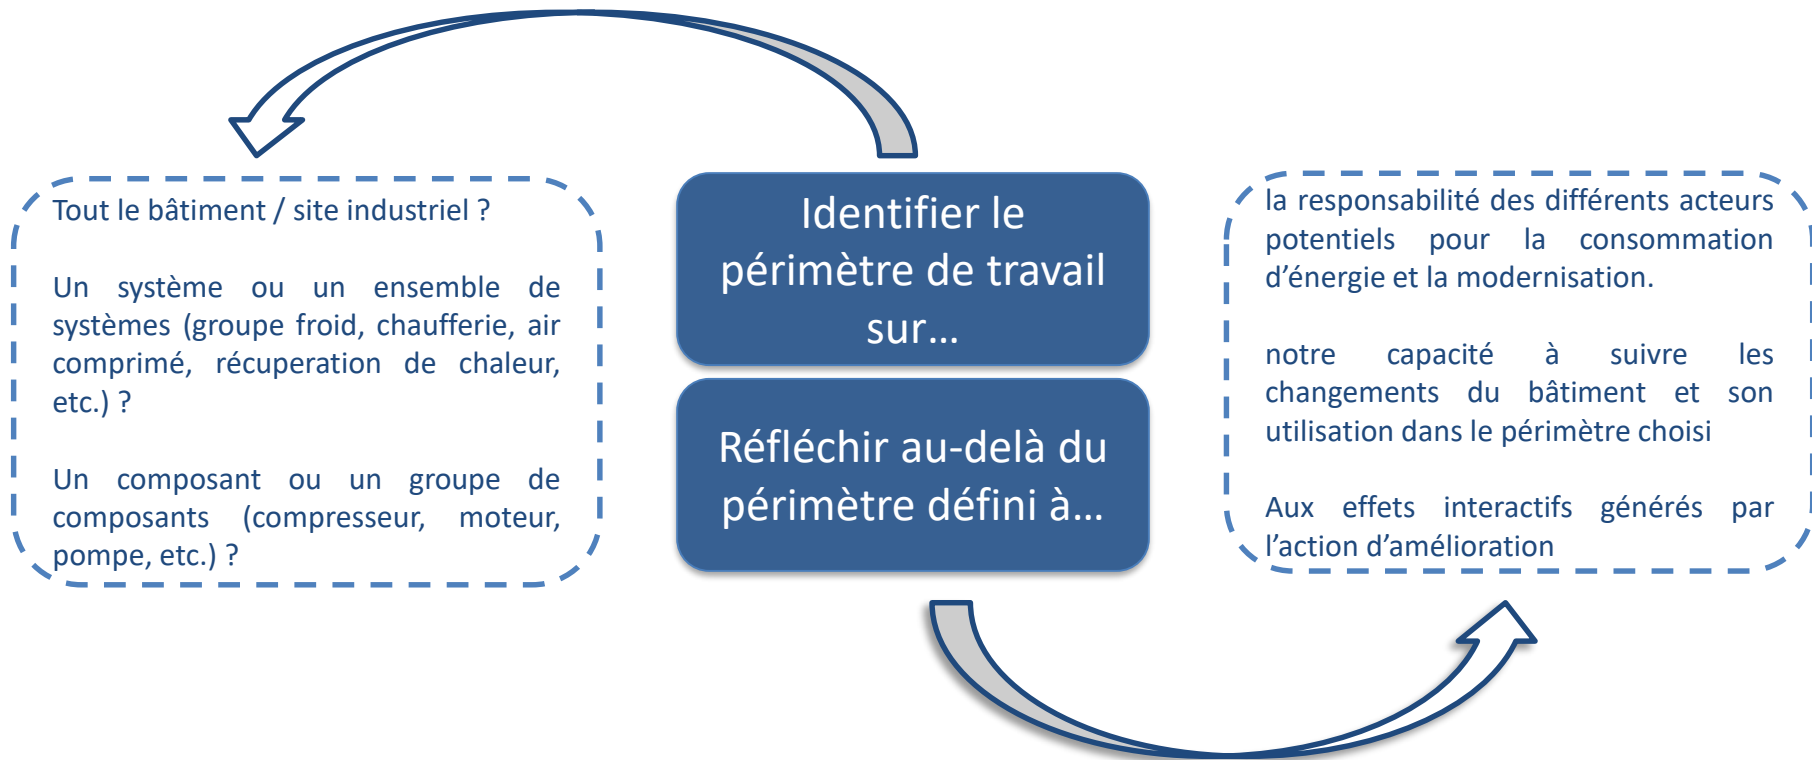 Tout le bâtiment / site industriel ?
Un système ou un ensemble de
systèmes (groupe froid, chaufferie, air
comprimé, récuperation de chaleur,
etc.) ?
Un composant ou un groupe de
composants (compresseur, moteur,
pompe, etc.) ?
Identifier le
périmètre de travail
sur…
Réfléchir au-delà du
périmètre défini à…
la responsabilité des différents acteurs
potentiels pour la consommation
d’énergie et la modernisation.
notre capacité à suivre les
changements du bâtiment et son
utilisation dans le périmètre choisi
Aux effets interactifs générés par
l’action d’amélioration